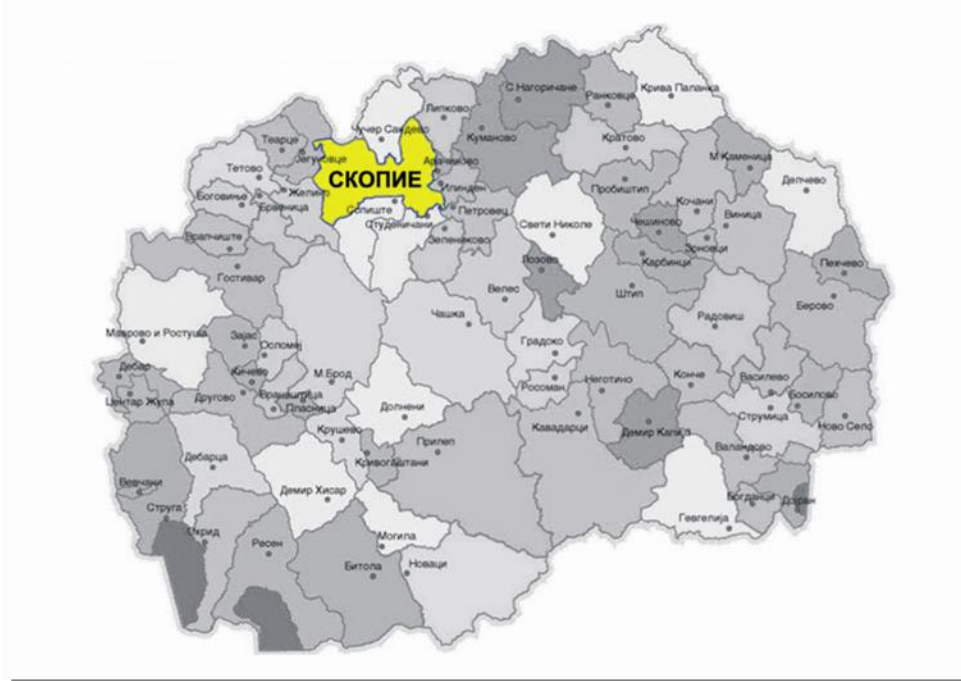 С.Нагоричане
Ранковце
Крива Паланка
Липково
Чучер Сандево
Куманово
Кратово
Теарце
Јегуновце
Арачиново
М.Каменица
Тетово
СКОПИЕ
Илинден
Пробиштип
Делчево
Боговиње
Желино
Брвеница
Сопиште
Петровец
Кочани
Студеничани
Свети Николе
Чешиново
Виница
Врапчиште
Зелениково
Зрновци
Лозово
Карбинци
Пехчево
Гостивар
Велес
Штип
Берово
Чашка
Радовиш
Маврово и Ростуша
Зајас
Осломеј
Градско
Дебар
Кичево
М.Брод
Росоман
Неготино
Конче
Василево
Центар Жупа
Другово
Вранештица
Пласница
Босилово
Долнени
Струмица
Ново Село
Крушево
Прилеп
Кавадарци
Демир Капија
Дебарца
Кривогаштани
Валандово
Вевчани
Демир Хисар
Богданци
Дојран
Струга
Гевгелија
Охрид
Ресен
Могила
Битола
Новаци